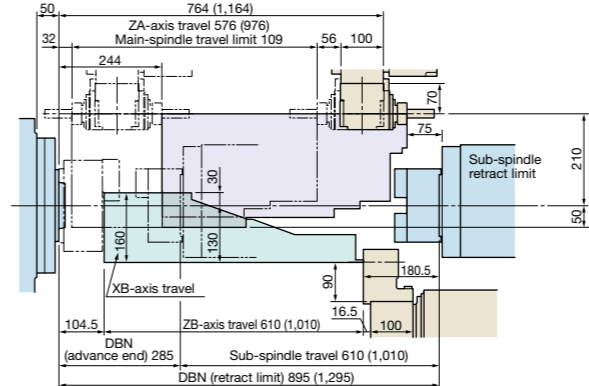 50
764 (1,164)
ZA-axis travel 576 (976)
32
Main-spindle travel limit 109
56
100
244
70
75
Sub-spindle
retract limit
210
50
30
160
130
XB-axis travel
90
180.5
16.5
100
104.5
ZB-axis travel 610 (1,010)
DBN
(advance end) 285
Sub-spindle travel 610 (1,010)
DBN (retract limit) 895 (1,295)